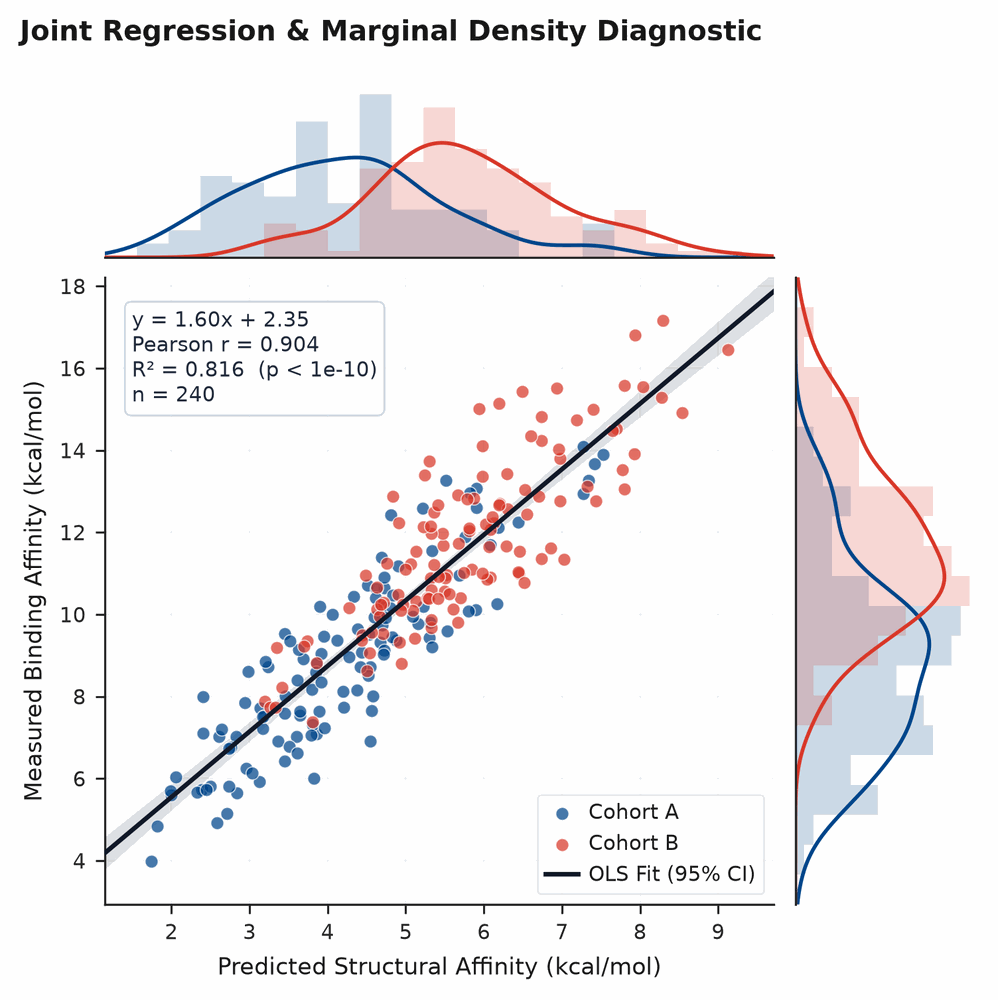 Joint Regression & Marginal Density Diagnostic
18
16
14
12
10
8
6
4
Measured Binding Affinity (kcal/mol)
y = 1.60x + 2.35
Pearson r = 0.904
R² = 0.816  (p < 1e-10)
n = 240
Cohort A
Cohort B
OLS Fit (95% CI)
2 3 4 5 6 7 8 9
Predicted Structural Affinity (kcal/mol)